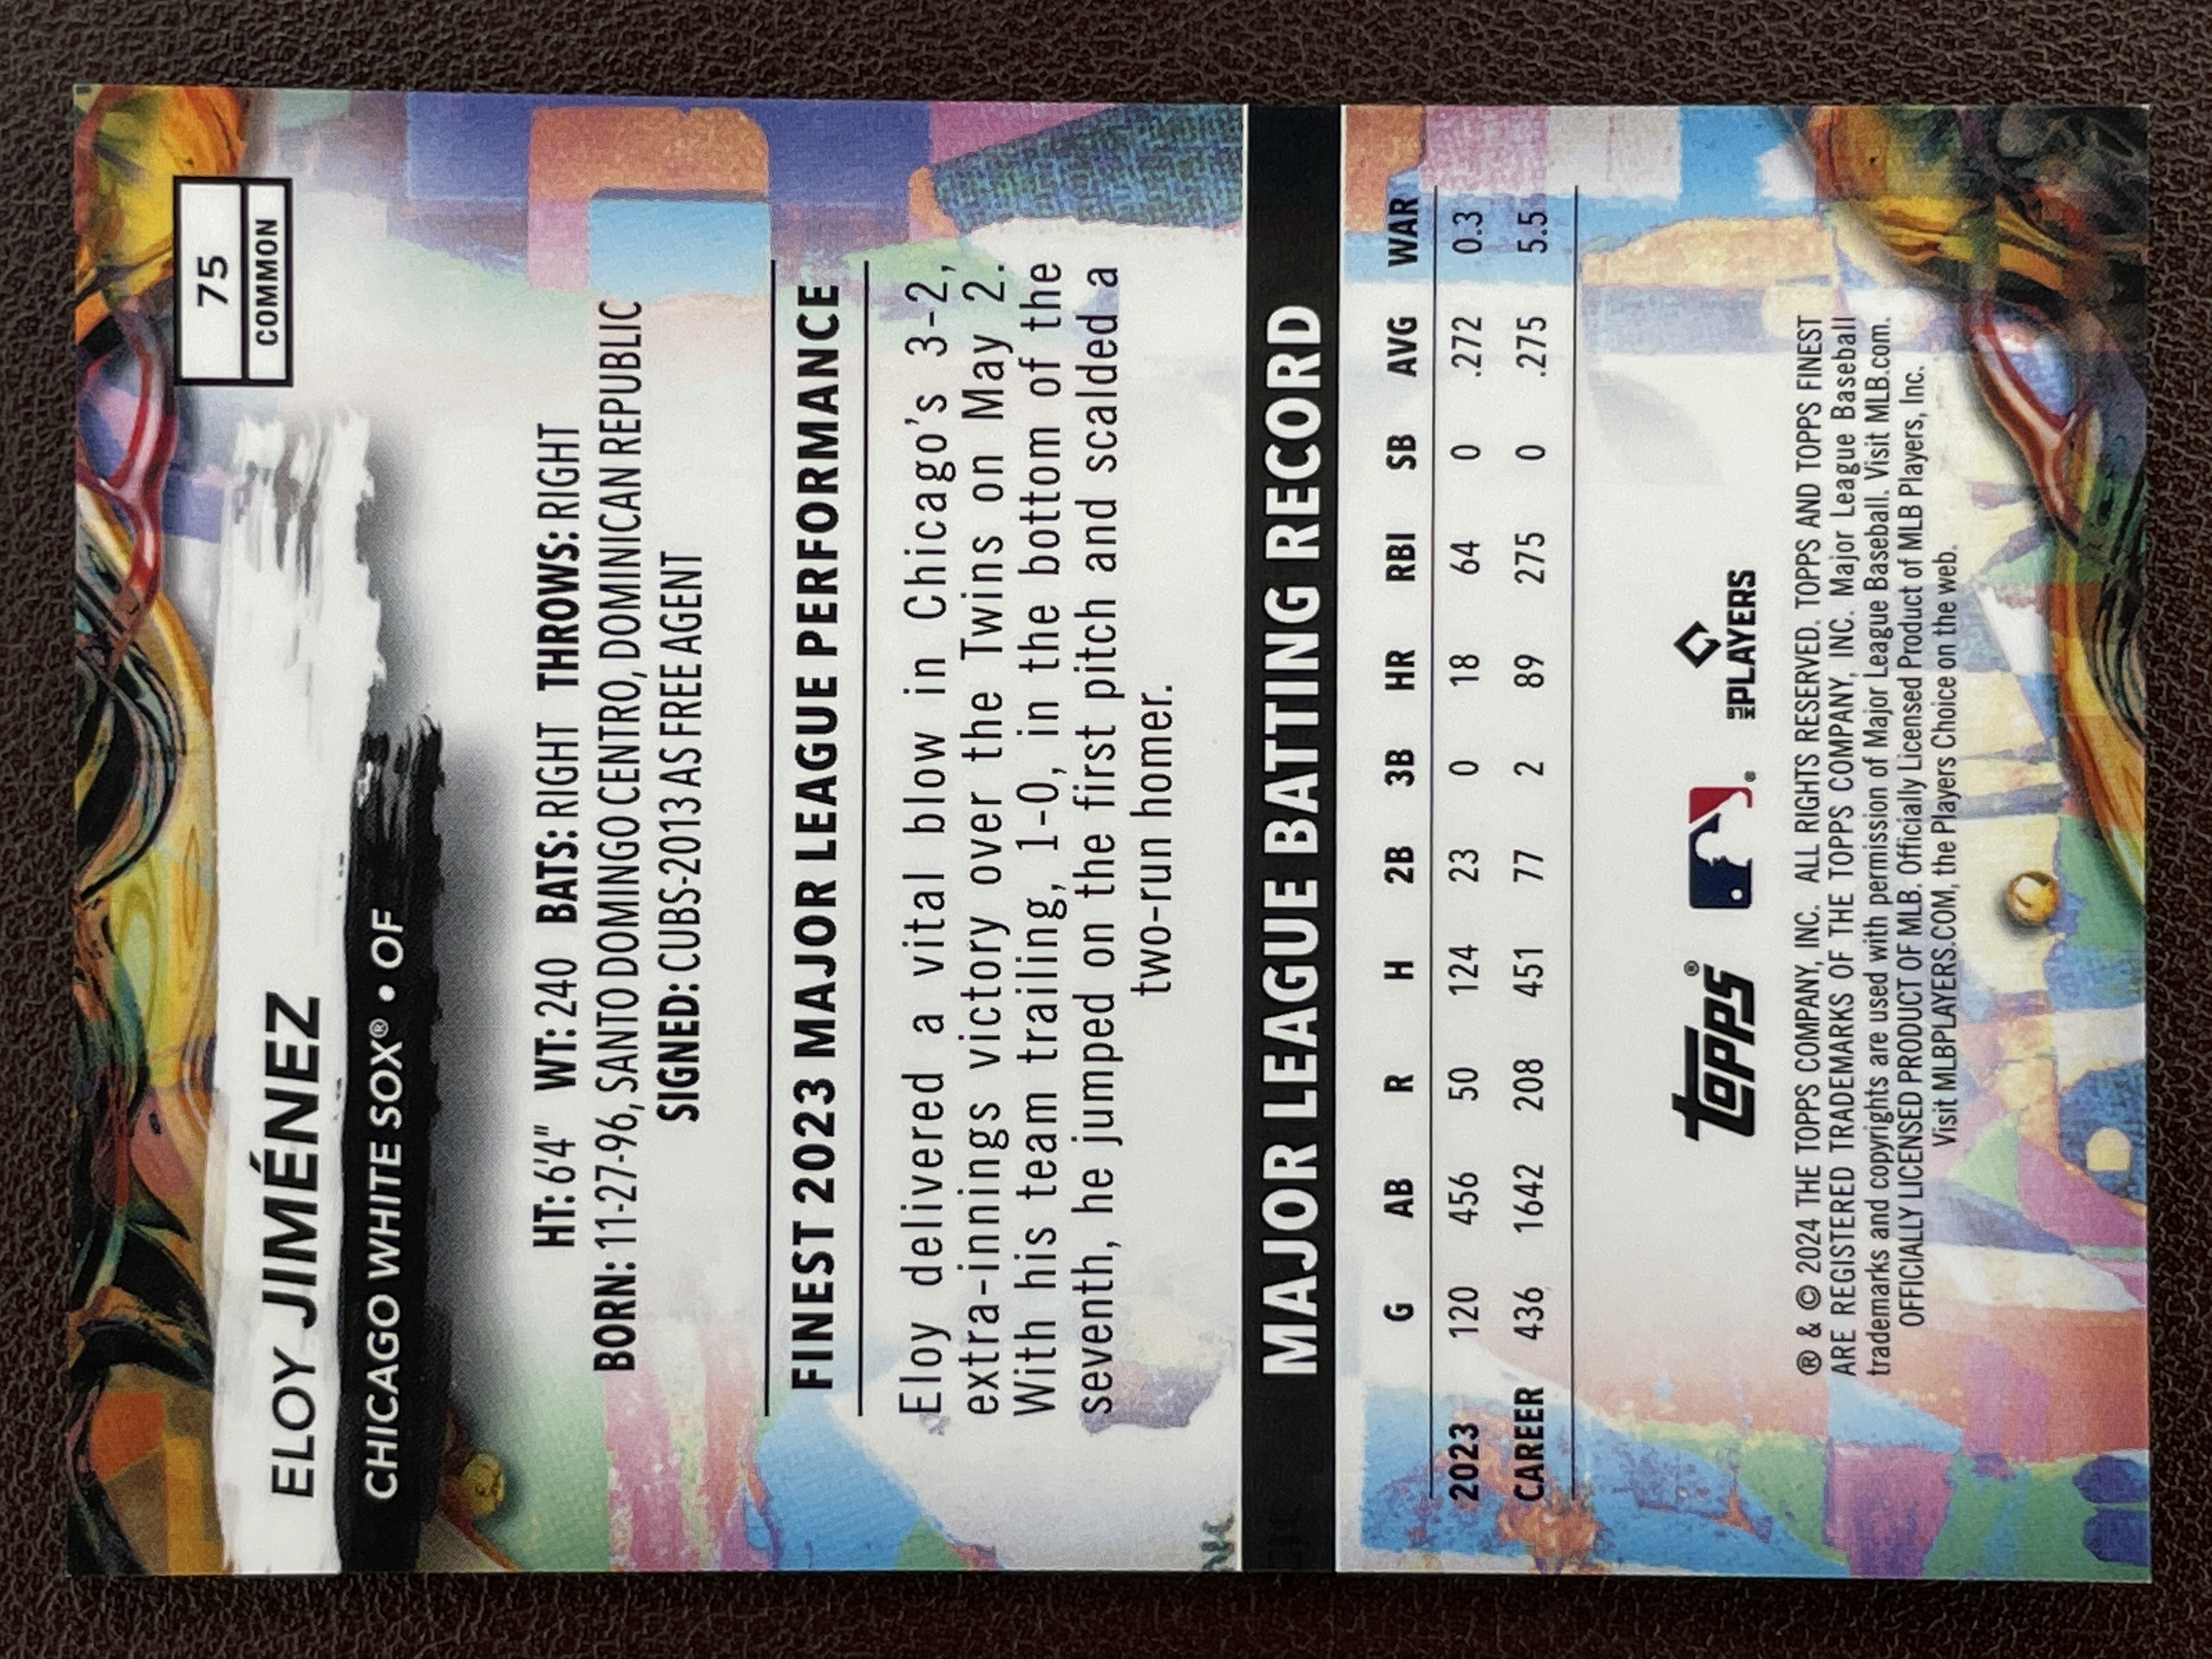 75
COMMON
ELOY JIMÉNEZ
CHICAGO WHITE SOX® • OF
HT: 6'4" WT: 240 BATS: RIGHT THROWS: RIGHT
BORN: 11-27-96, SANTO DOMINGO CENTRO, DOMINICAN REPUBLIC
SIGNED: CUBS-2013 AS FREE AGENT
FINEST 2023 MAJOR LEAGUE PERFORMANCE
Eloy delivered a vital blow in Chicago's 3-2,
extra-innings victory over the Twins on May 2.
With his team trailing, 1-0, in the bottom of the
seventh, he jumped on the first pitch and scalded a
two-run homer.
MAJOR LEAGUE BATTING RECORD
G AB R H 2B 3B HR RBI SB AVG WAR
2023 120 456 50 124 23 0 18 64 0 .272 0.3
CAREER 436 1642 208 451 77 2 89 275 0 .275 5.5
topps® ® MLB PLAYERS
® & © 2024 THE TOPPS COMPANY, INC. ALL RIGHTS RESERVED. TOPPS AND TOPPS FINEST
ARE REGISTERED TRADEMARKS OF THE TOPPS COMPANY, INC. Major League Baseball
trademarks and copyrights are used with permission of Major League Baseball. Visit MLB.com.
OFFICIALLY LICENSED PRODUCT OF MLB. Officially Licensed Product of MLB Players, Inc.
Visit MLBPLAYERS.COM, the Players Choice on the web.